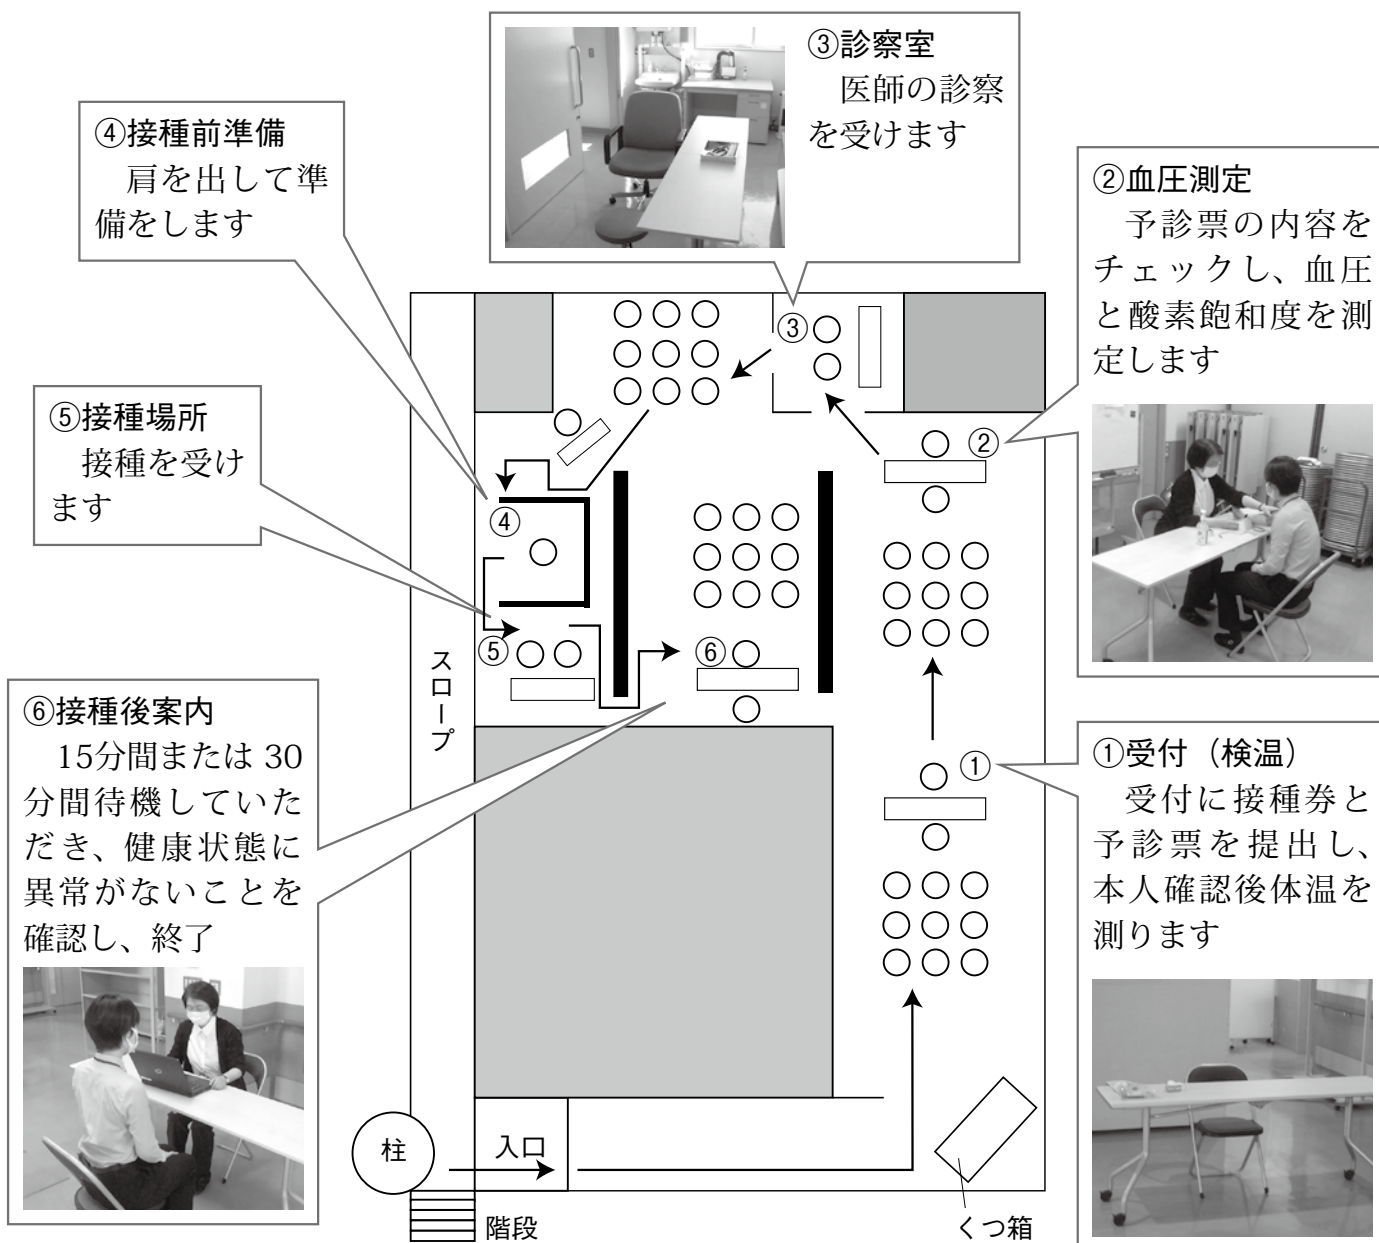 ③診察室
医師の診察
を受けます
④接種前準備
肩を出して準
備をします
②血圧測定
予診票の内容を
チェックし、血圧
と酸素飽和度を測
定します
⑤接種場所
接種を受け
ます
⑥接種後案内
15分間または 30
分間待機していた
だき、健康状態に
異常がないことを
確認し、終了
①受付（検温）
受付に接種券と
予診票を提出し、
本人確認後体温を
測ります
③
②
④
⑤
⑥
①
スロープ
柱
入口
階段
くつ箱